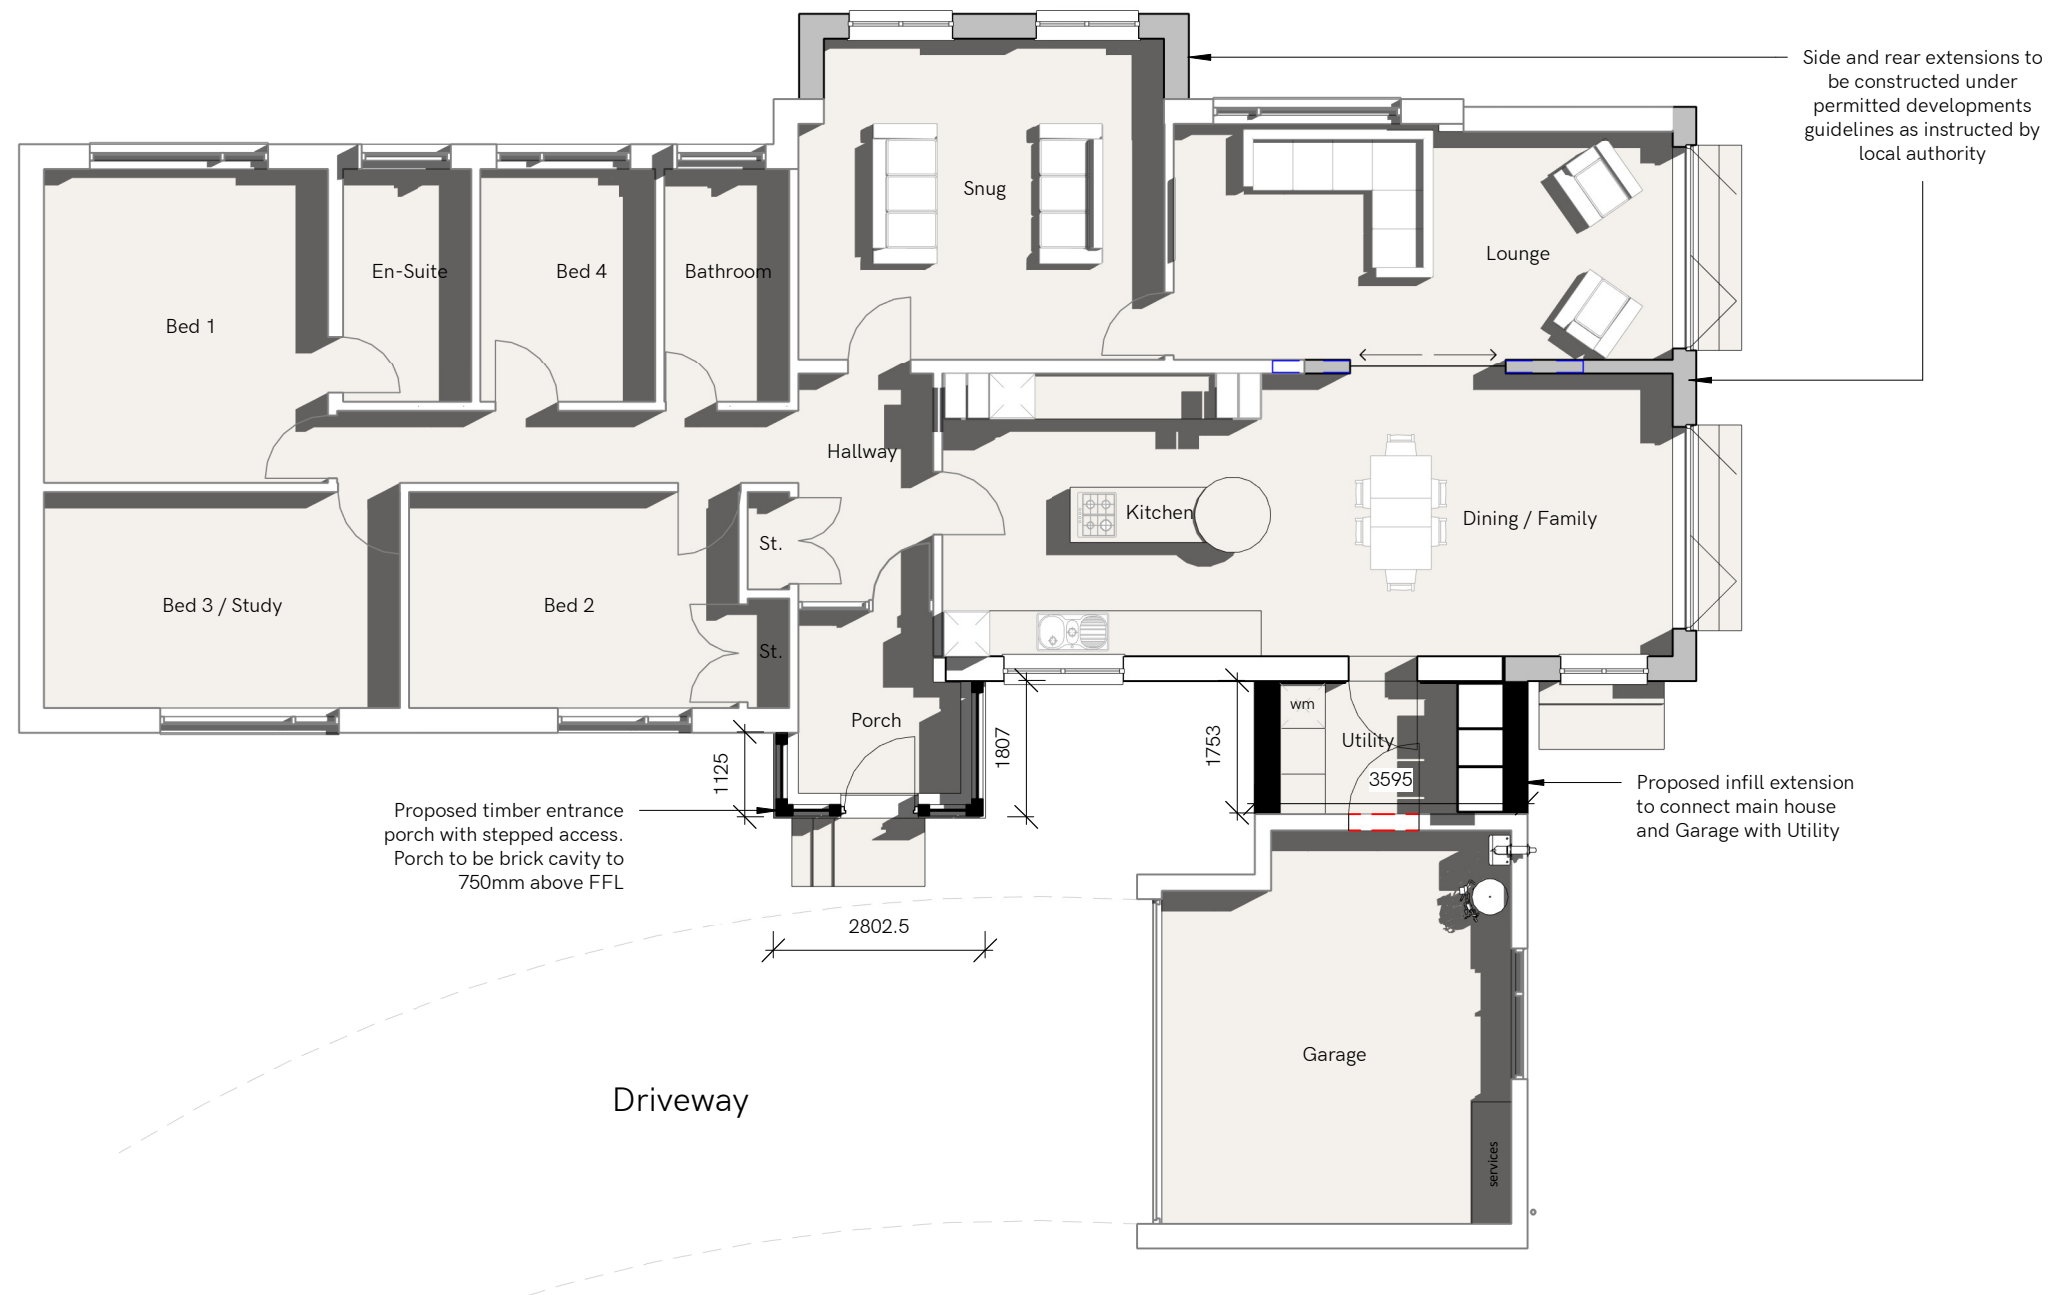 Side and rear extensions to
be constructed under
permitted developments
guidelines as instructed by
local authority
Snug
Lounge
En-Suite
Bed 4
Bathroom
Bed 1
Hallway
Kitchen
Dining / Family
St.
Bed 3 / Study
Bed 2
St.
wm
Porch
Utility
1125
1807
1753
3595
Proposed timber entrance
porch with stepped access.
Porch to be brick cavity to
750mm above FFL
Proposed infill extension
to connect main house
and Garage with Utility
2802.5
Garage
Driveway
services